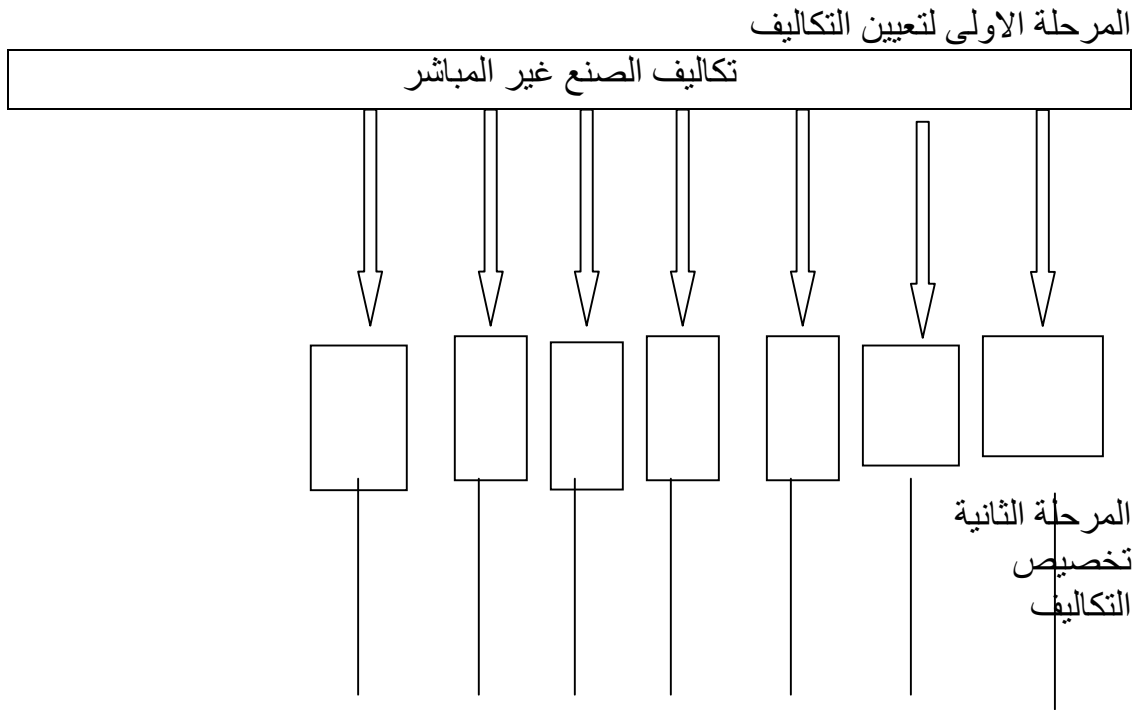 المرحلة الاولى لتعيين التكاليف
تكاليف الصنع غير المباشر
المرحلة الثانية
تخصيص
التكاليف